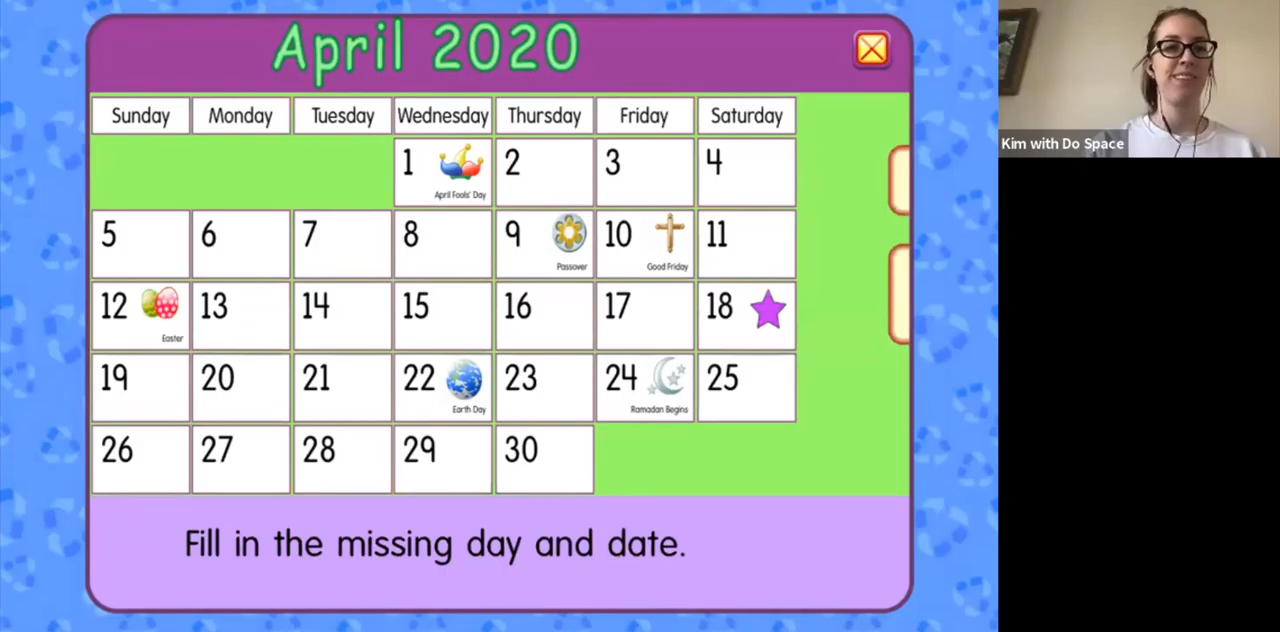 April 2020
Sunday Monday Tuesday Wednesday Thursday Friday Saturday
1 2 3 4
April Fools' Day
5 6 7 8 9 10 11
Passover Good Friday
12 13 14 15 16 17 18
Easter
19 20 21 22 23 24 25
Earth Day Ramadan Begins
26 27 28 29 30
Fill in the missing day and date.
Kim with Do Space